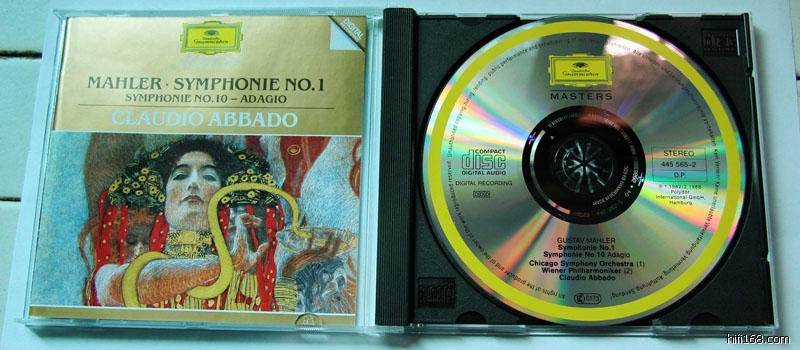 Deutsche
Grammophon
DIGITAL
MAHLER · SYMPHONIE NO. 1
SYMPHONIE NO. 10 – ADAGIO
CLAUDIO ABBADO
Deutsche
Grammophon
MASTERS
COMPACT
disc
DIGITAL AUDIO
DIGITAL RECORDING
STEREO
445 565-2
D.P.
Polydor
International GmbH,
Hamburg
GUSTAV MAHLER
Symphonie No.1
Symphonie No.10 Adagio
Chicago Symphony Orchestra (1)
Wiener Philharmoniker (2)
Claudio Abbado
0173
hifi168.com